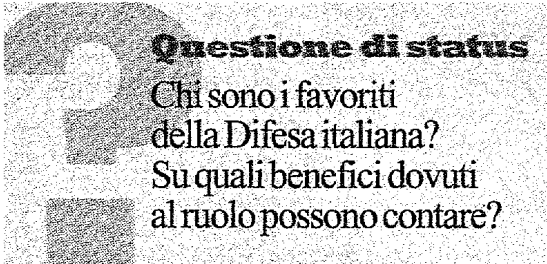 Questione di status
Chi sono i favoriti
della Difesa italiana?
Su quali benefici dovuti
al ruolo possono contare?